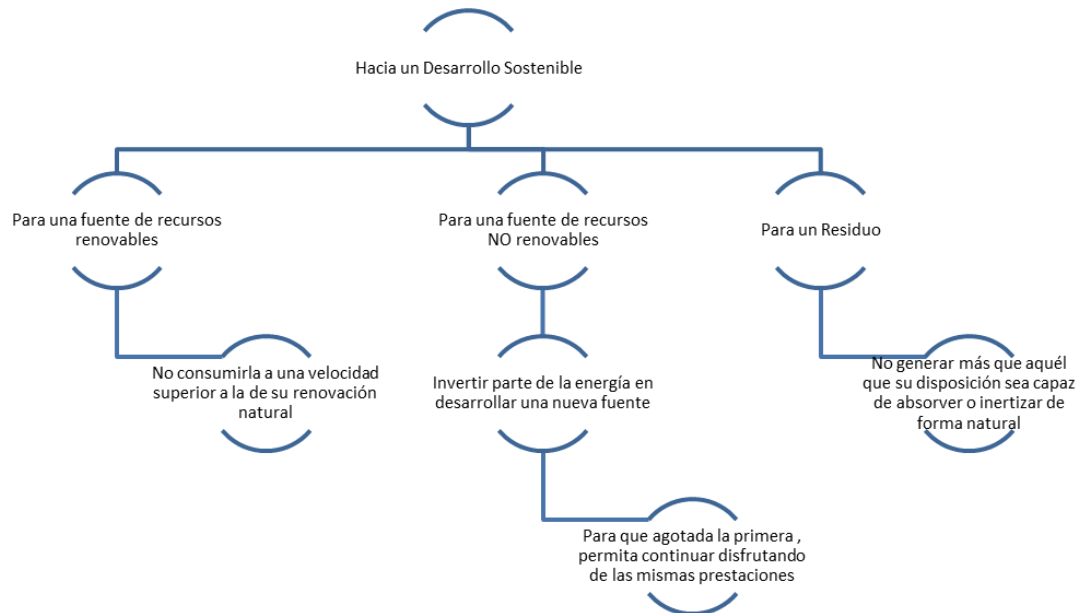 Hacia un Desarrollo Sostenible
Para una fuente de recursos
renovables
Para una fuente de recursos
NO renovables
Para un Residuo
No consumirla a una velocidad
superior a la de su renovación
natural
Invertir parte de la energía en
desarrollar una nueva fuente
No generar más que aquél
que su disposición sea capaz
de absorver o inertizar de
forma natural
Para que agotada la primera ,
permita continuar disfrutando
de las mismas prestaciones